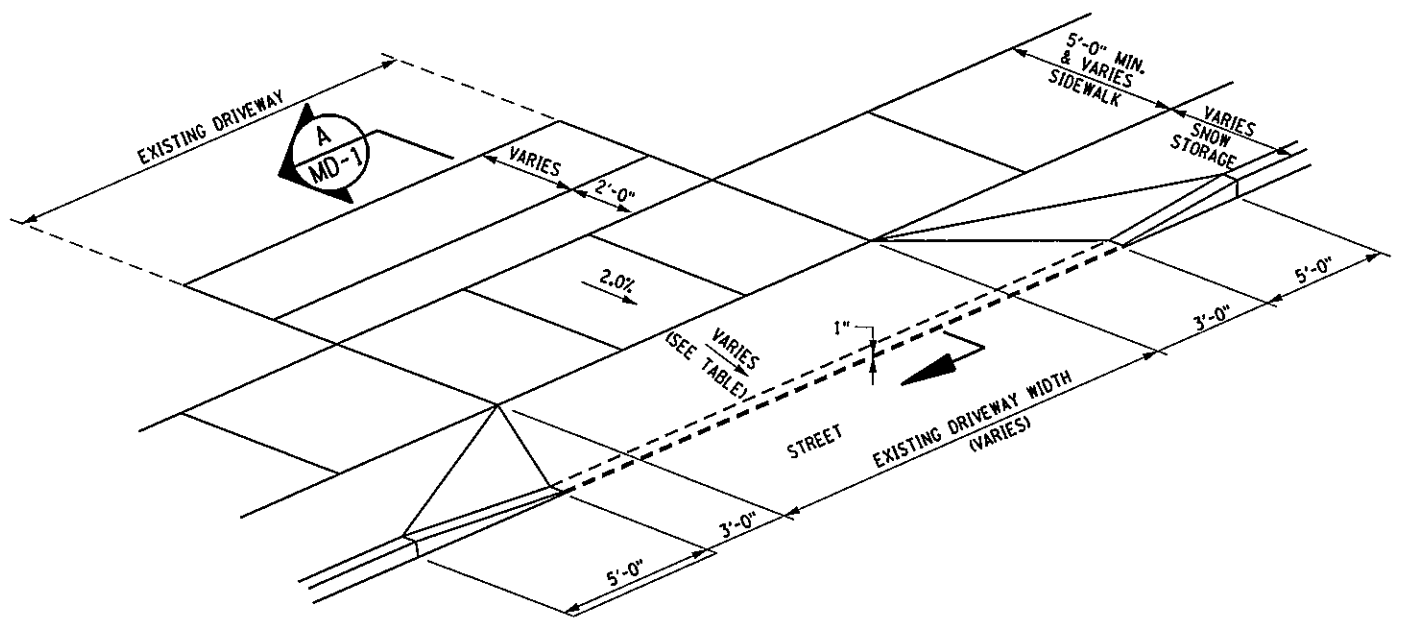 EXISTING DRIVEWAY
A
MD-1
VARIES
2'-0"
5'-0" MIN.
& VARIES
SIDEWALK
VARIES
SNOW
STORAGE
2.0%
VARIES
(SEE TABLE)
1"
STREET
EXISTING DRIVEWAY WIDTH
(VARIES)
3'-0"
5'-0"
3'-0"
5'-0"